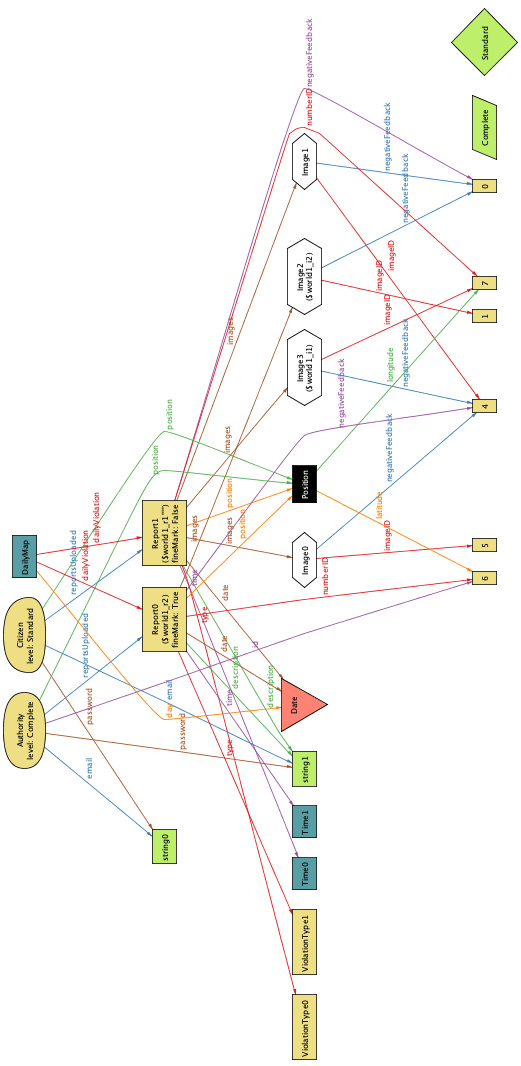 Authority
level: Complete
Citizen
level: Standard
DailyMap
email
password
reportsUploaded
reportsUploaded
dailyViolation
dailyViolation
string0
Report0
($world1_r2)
fineMark: True
Report1
($world1_r1"")
fineMark: False
day
email
password
position
position
type
time
description
description
date
id
type
date
time
images
images
position
position
images
images
ViolationType0
ViolationType1
Time0
Time1
string1
Date
Image0
Position
Image3
($world1_i1)
Image2
($world1_i2)
Image1
numberID
negativeFeedback
numberID
negativeFeedback
imageID
latitude
negativeFeedback
longitude
negativeFeedback
imageID
imageID
imageID
negativeFeedback
negativeFeedback
6
5
4
1
7
0
Complete
Standard